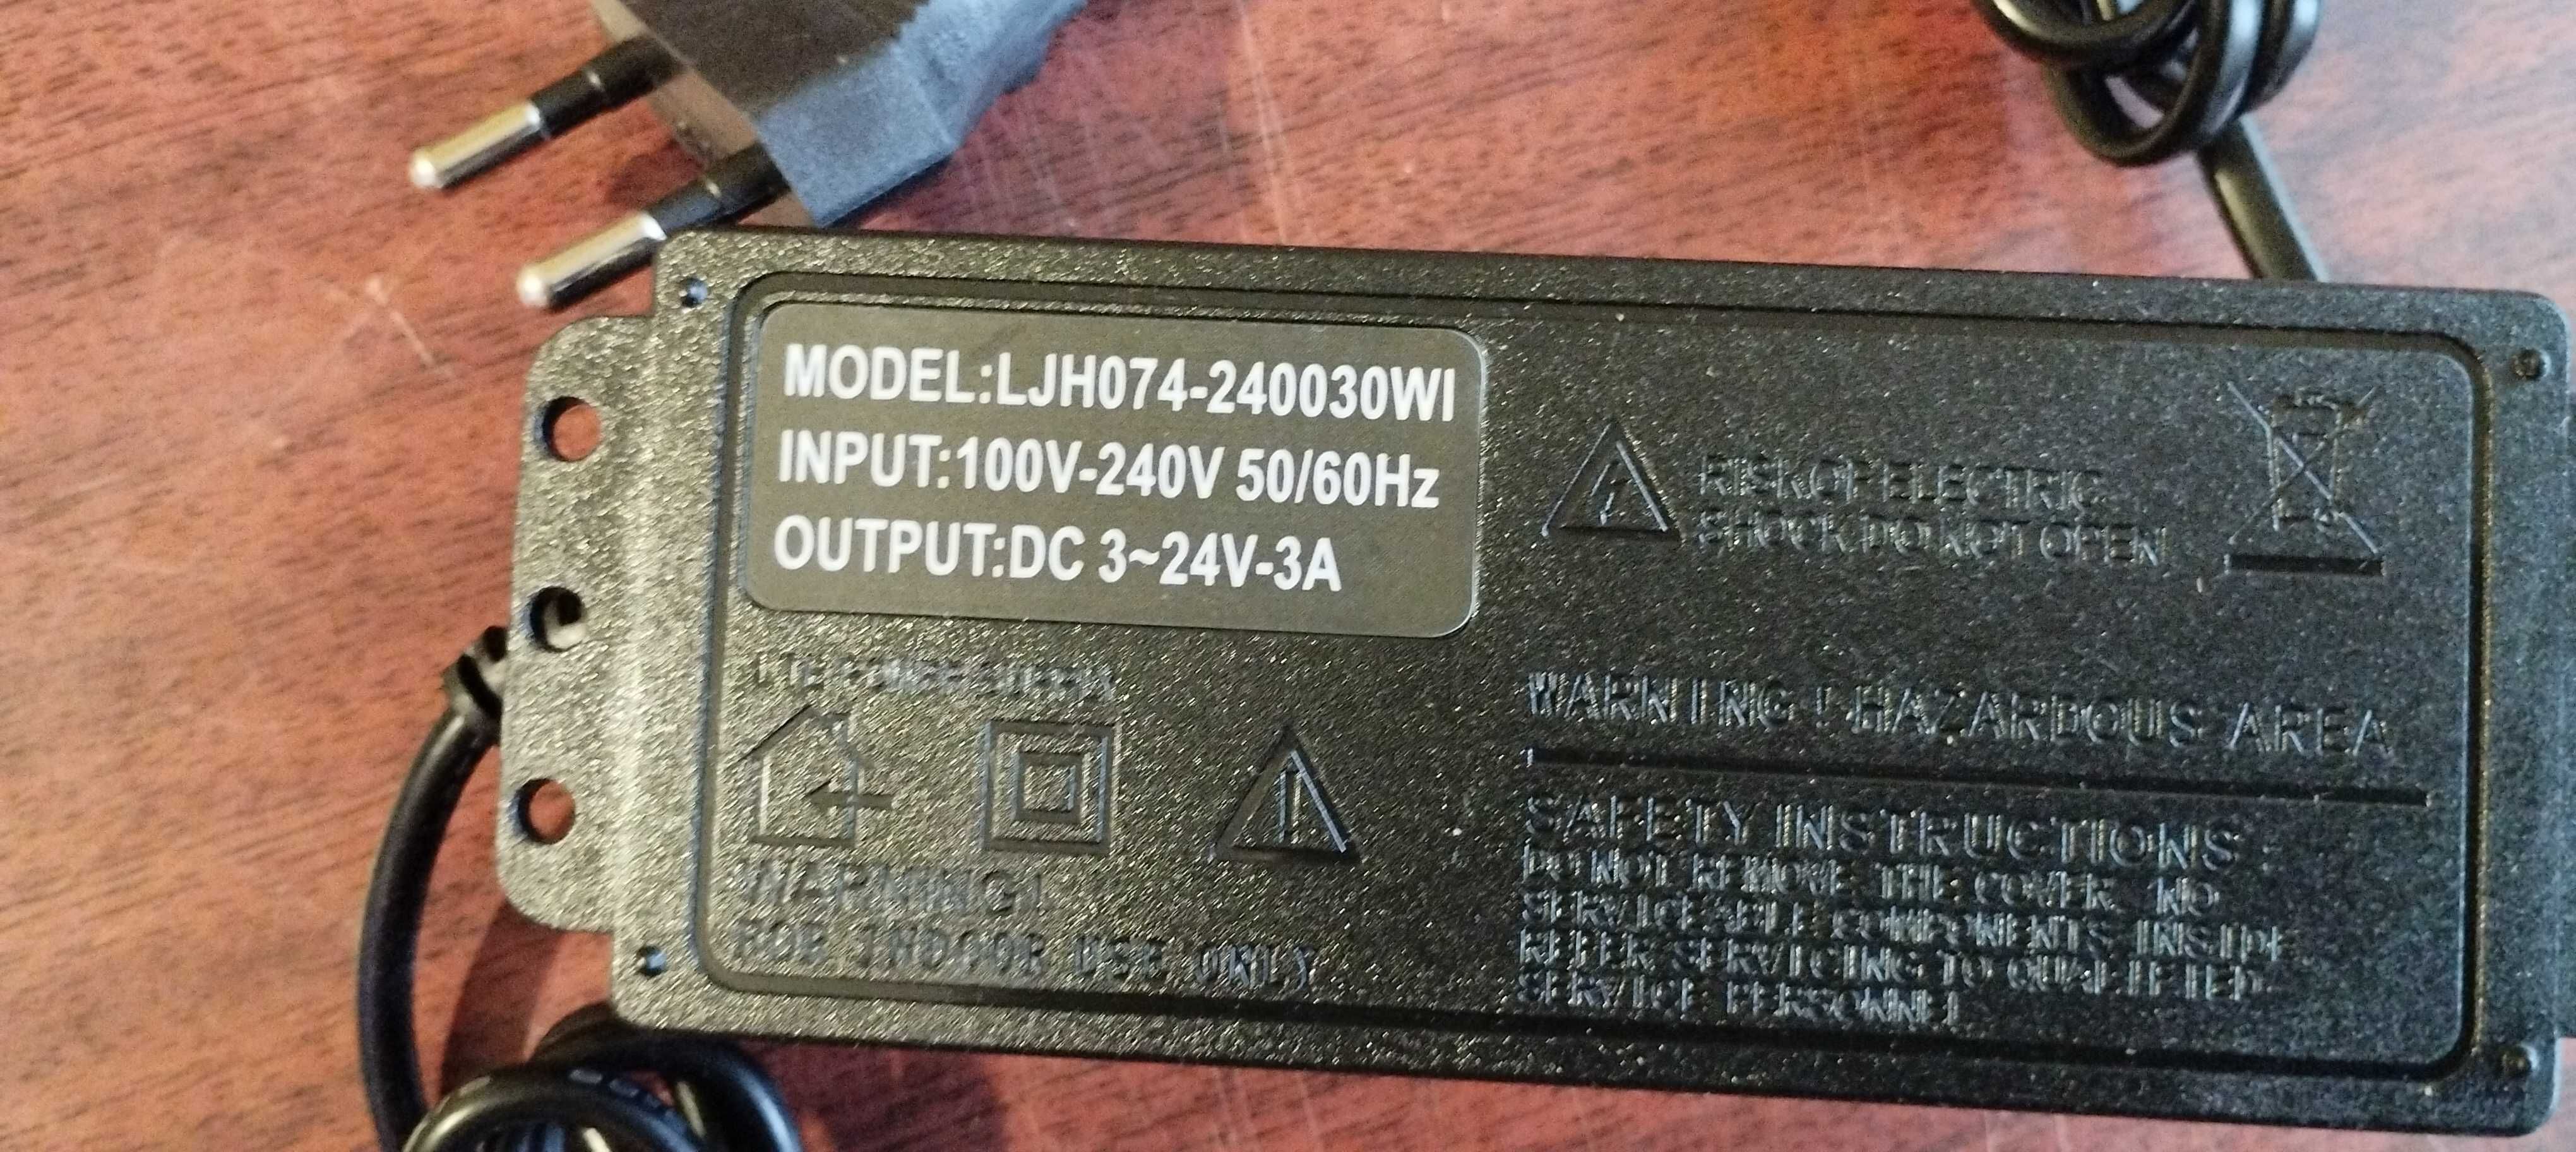 MODEL:LJH074-240030WI
INPUT:100V-240V 50/60Hz
OUTPUT:DC 3~24V-3A
RISK OF ELECTRIC
SHOCK DO NOT OPEN
WARNING!
FOR INDOOR USE ONLY
WARNING! HAZARDOUS AREA
SAFETY INSTRUCTIONS:
DO NOT REMOVE THE COVER. NO
SERVICEABLE COMPONENTS INSIDE.
REFER SERVICING TO QUALIFIED
SERVICE PERSONNEL